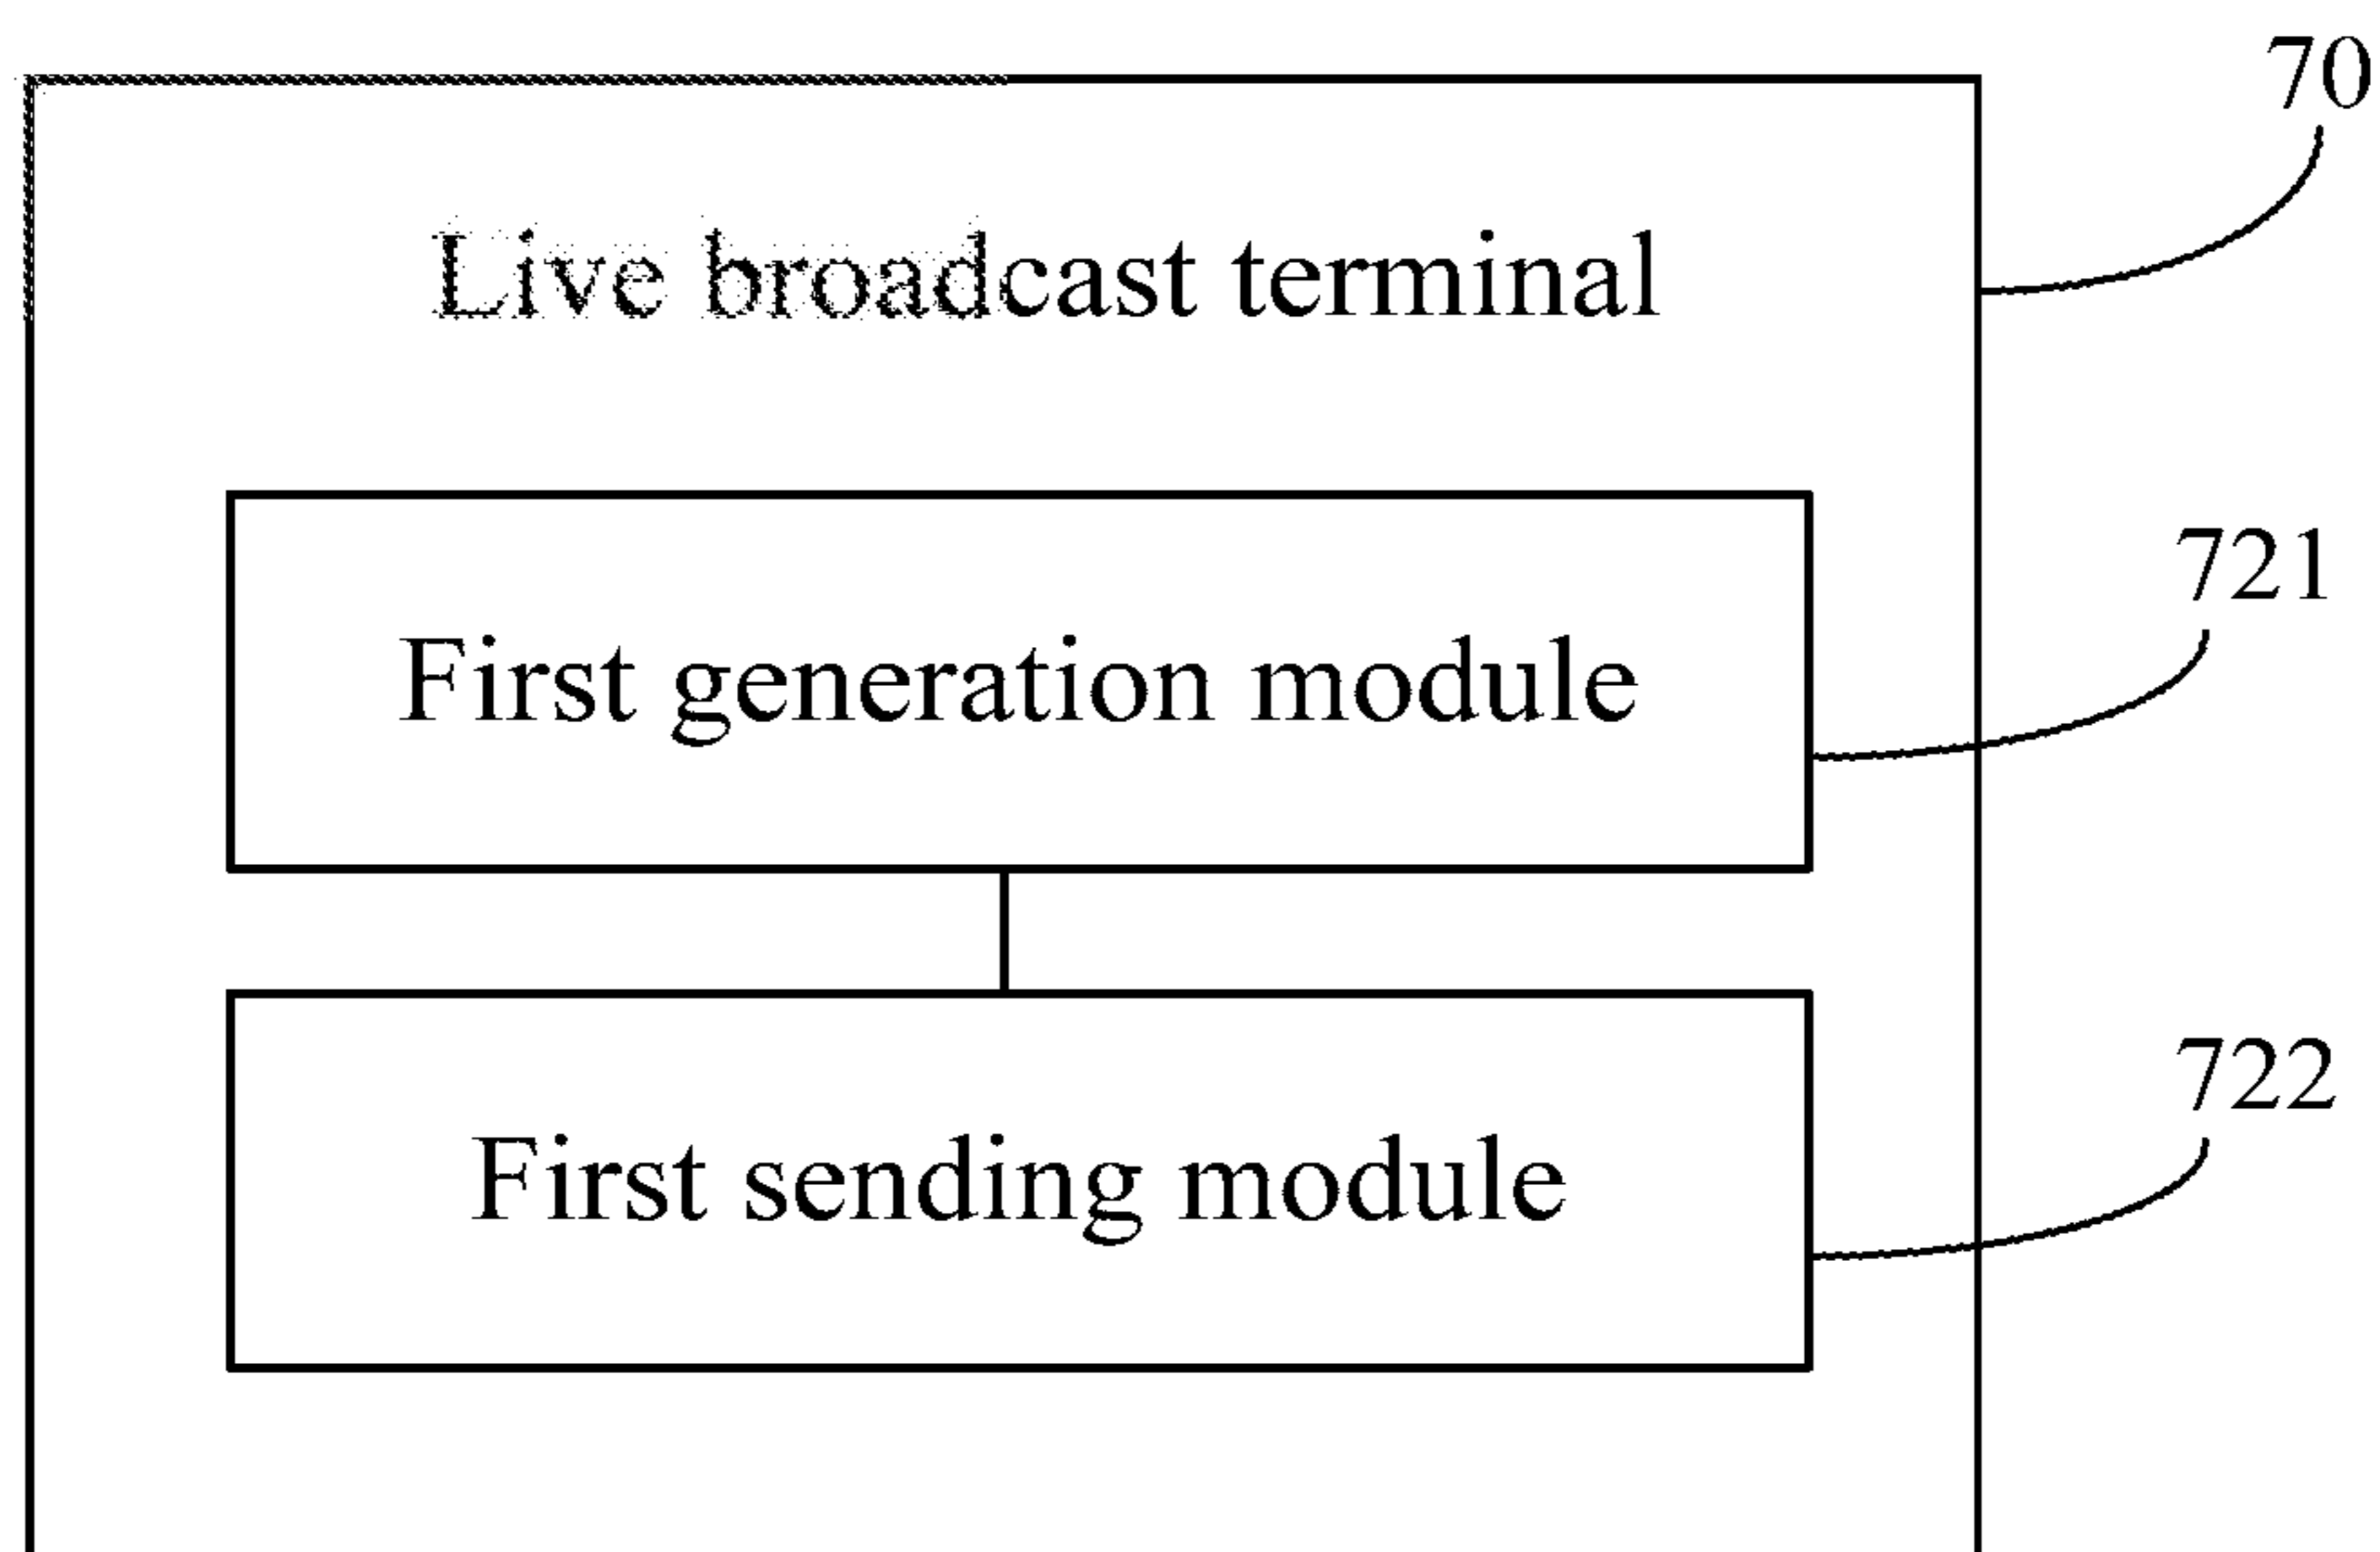 70
Live broadcast terminal
721
First generation module
722
First sending module